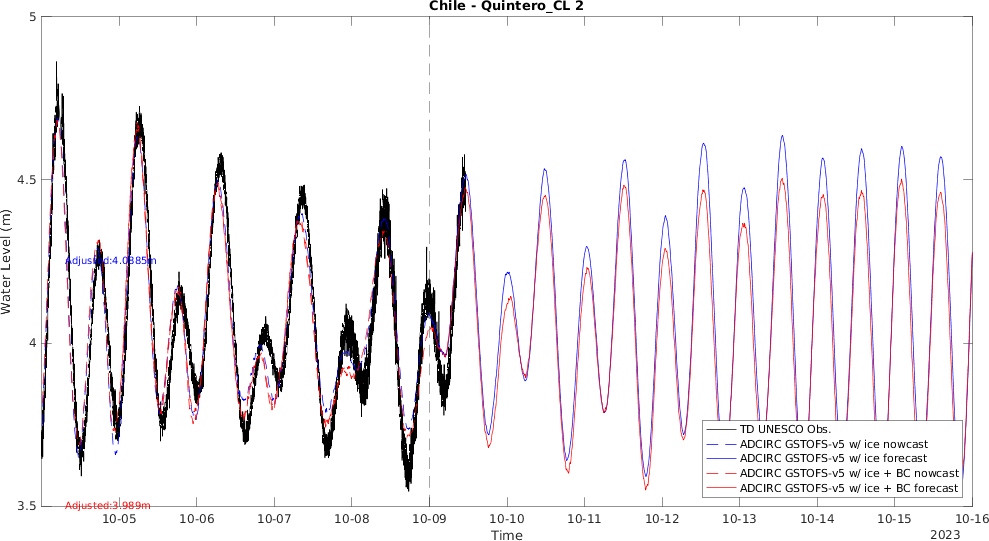 Chile - Quintero_CL 2
5
4.5
4
3.5
Water Level (m)
Adjusted:4.0385m
Adjusted:3.989m
TD UNESCO Obs.
ADCIRC GSTOFS-v5 w/ ice nowcast
ADCIRC GSTOFS-v5 w/ ice forecast
ADCIRC GSTOFS-v5 w/ ice + BC nowcast
ADCIRC GSTOFS-v5 w/ ice + BC forecast
10-05 10-06 10-07 10-08 10-09 10-10 10-11 10-12 10-13 10-14 10-15 10-16
Time
2023